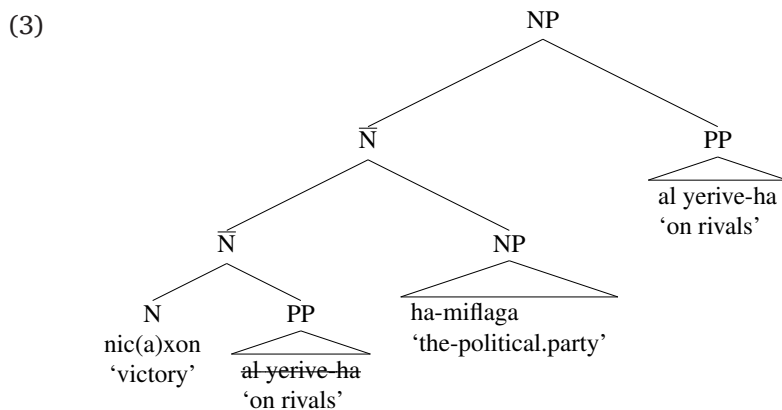 (3)
NP
N̅
PP
al yerive-ha
‘on rivals’
N̅
NP
N
PP
ha-miflaga
‘the-political.party’
nic(a)xon
‘victory’
al yerive-ha
‘on rivals’